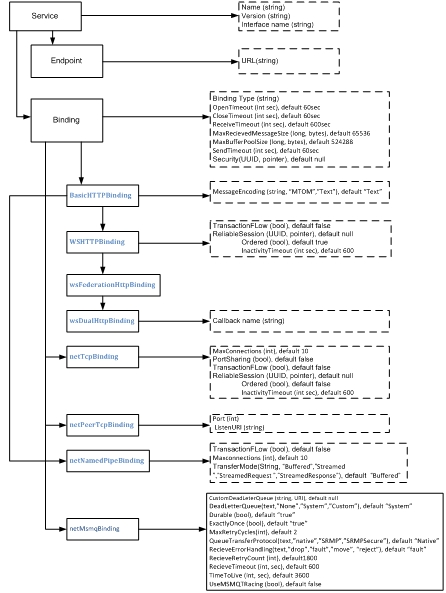 Service
Name (string)
Version (string)
Interface name (string)
Endpoint
URL(string)
Binding
Binding Type (string)
OpenTimeout (int sec), default 60sec
CloseTimeout (int sec), default 60sec
ReceiveTimeout (int sec), default 600sec
MaxRecievedMessageSize (long, bytes), default 65536
MaxBufferPoolSize (long, bytes), default 524288
SendTimeout (int sec), default 60sec
Security(UUID, pointer). default null
BasicHTTPBinding
MessageEncoding (string, "MTOM","Text"), default "Text"
WSHTTPBinding
TransactionFLow (bool), default false
ReliableSession (UUID, pointer), default null
Ordered (bool), default true
InactivityTimeout (int sec), default 600
wsFederationHttpBinding
wsDualHttpBinding
Callback name (string)
netTcpBinding
MaxConnections (int), default 10
PortSharing (bool), default false
TransactionFLow (bool), default false
ReliableSession (UUID, pointer), default null
Ordered (bool), default false
InactivityTimeout (int sec), default 600
netPeerTcpBinding
Port (int)
ListenURI (string)
netNamedPipeBinding
TransactionFLow (bool), default false
Maxconnections (int), default 10
TransferMode(String, "Buffered","Streamed
","StreamedRequest","StreamedResponse"), default "Buffered"
netMsmqBinding
CustomDeadLeterQueue (string, URI), default null
DeadLetterQueue(text,"None","System","Custom"), default "System"
Durable (bool), default "true"
ExactlyOnce (bool), default "true"
MaxRetryCycles(int), default 2
QueueTransferProtocol(text,"native","SRMP","SRMPSecure"), default "Native"
RecieveErrorHandling(text,"drop","fault","move", "reject"), default "fault"
RecieveRetryCount (int), default1800
RecieveTimeout (int, sec), default 600
TimeToLive (int, sec), default 3600
UseMSMQTRacing (bool), default false